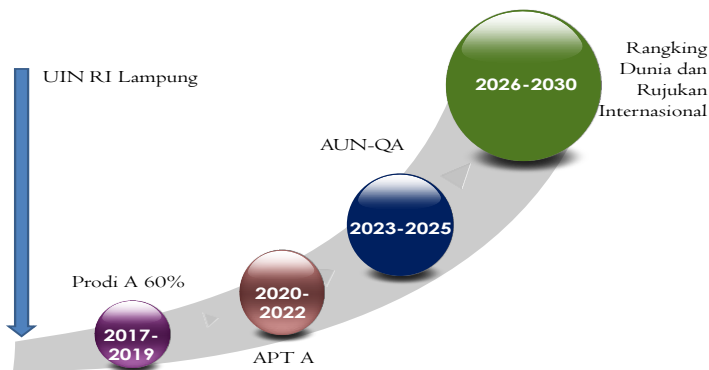 UIN RI Lampung
Prodi A 60%
2017-
2019
2020-
2022
APT A
AUN-QA
2023-2025
2026-2030
Rangking
Dunia dan
Rujukan
Internasional